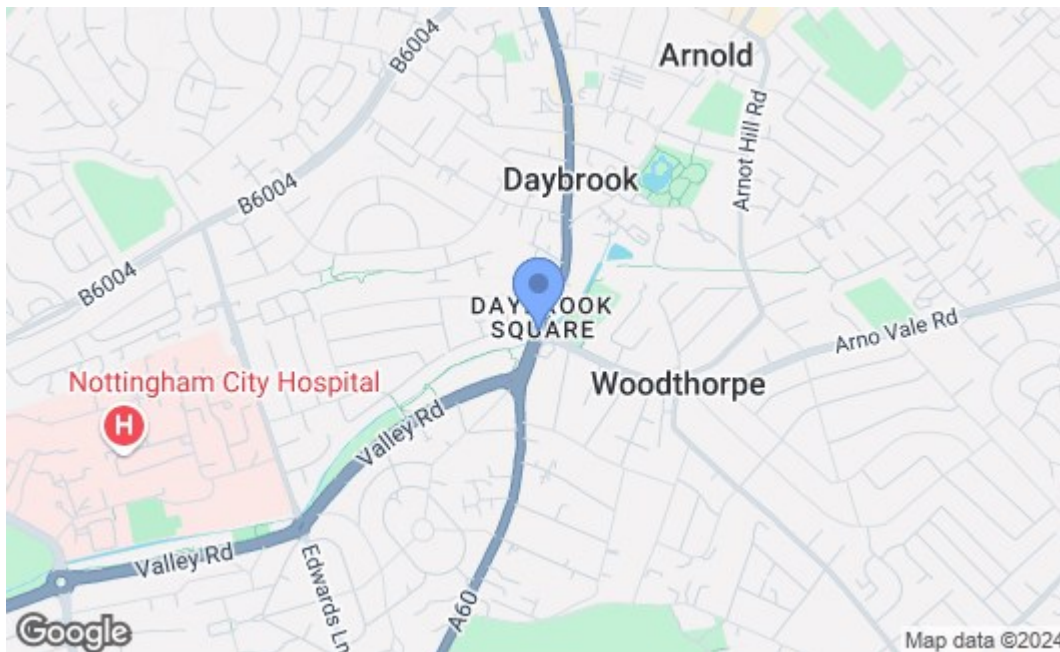 B6004
Arnold
Arnot Hill Rd
Daybrook
B6004
B6004
DAYBROOK
SQUARE
Arno Vale Rd
Nottingham City Hospital
H
Woodthorpe
Valley Rd
Valley Rd
Edwards Ln
A60
Google
Map data ©2024